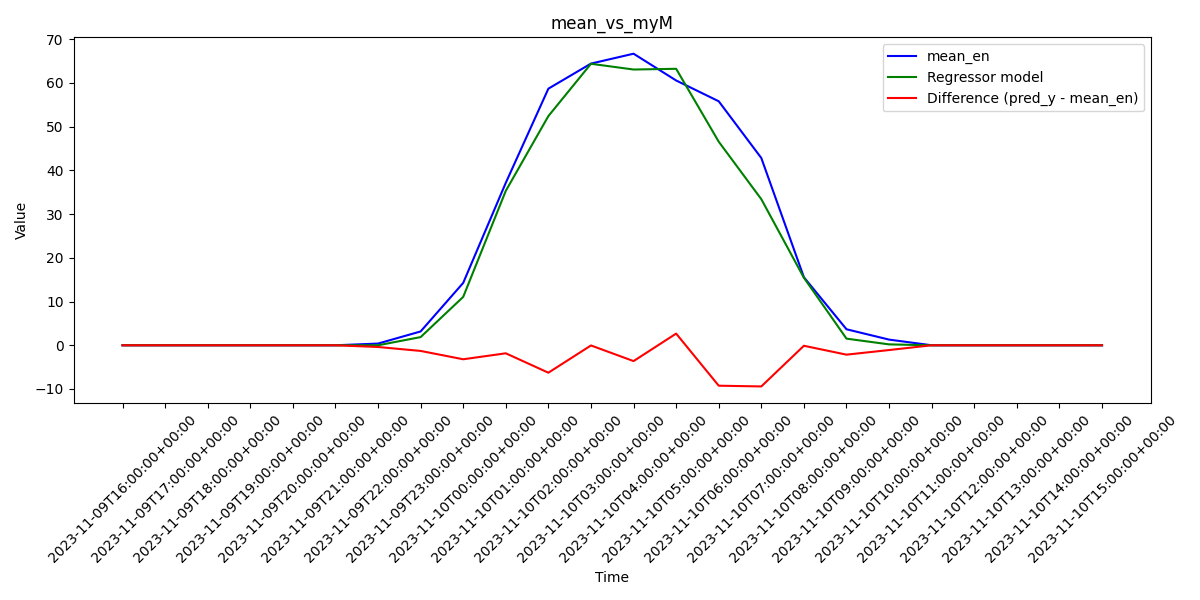 mean_vs_myM
mean_en
Regressor model
Difference (pred_y - mean_en)
Value
70
60
50
40
30
20
10
0
−10
2023-11-09T16:00:00+00:00
2023-11-09T17:00:00+00:00
2023-11-09T18:00:00+00:00
2023-11-09T19:00:00+00:00
2023-11-09T20:00:00+00:00
2023-11-09T21:00:00+00:00
2023-11-09T22:00:00+00:00
2023-11-09T23:00:00+00:00
2023-11-10T00:00:00+00:00
2023-11-10T01:00:00+00:00
2023-11-10T02:00:00+00:00
2023-11-10T03:00:00+00:00
2023-11-10T04:00:00+00:00
2023-11-10T05:00:00+00:00
2023-11-10T06:00:00+00:00
2023-11-10T07:00:00+00:00
2023-11-10T08:00:00+00:00
2023-11-10T09:00:00+00:00
2023-11-10T10:00:00+00:00
2023-11-10T11:00:00+00:00
2023-11-10T12:00:00+00:00
2023-11-10T13:00:00+00:00
2023-11-10T14:00:00+00:00
2023-11-10T15:00:00+00:00
Time